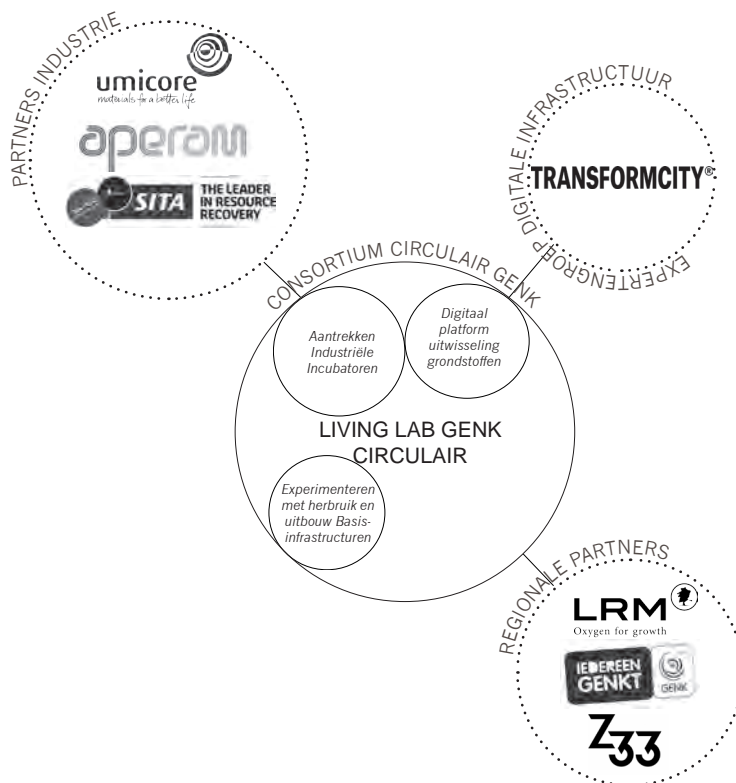 PARTNERS INDUSTRIE
umicore
materials for a better life
aperam
SITA
THE LEADER
IN RESOURCE
RECOVERY
EXPERTENGROEP DIGITALE INFRASTRUCTUUR
TRANSFORMCITY®
CONSORTIUM CIRCULAIR GENK
Aantrekken
Industriële
Incubatoren
Digitaal
platform
uitwisseling
grondstoffen
LIVING LAB GENK
CIRCULAIR
Experimenteren
met herbruik en
uitbouw Basis-
infrastructuren
REGIONALE PARTNERS
LRM
Oxygen for growth
IEDEREEN
GENKT
GENK
Z33